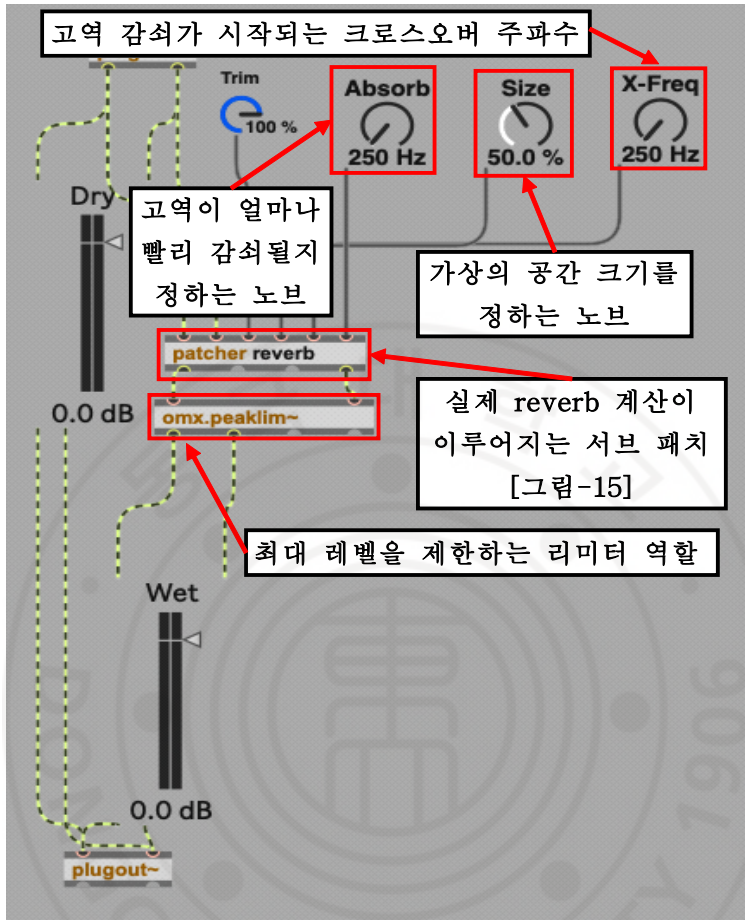 고역 감쇠가 시작되는 크로스오버 주파수
Trim
100 %
Absorb
250 Hz
Size
50.0 %
X-Freq
250 Hz
Dry
고역이 얼마나
빨리 감쇠될지
정하는 노브
가상의 공간 크기를
정하는 노브
patcher reverb
실제 reverb 계산이
이루어지는 서브 패치
[그림-15]
0.0 dB
omx.peaklim~
최대 레벨을 제한하는 리미터 역할
Wet
0.0 dB
plugout~
1906